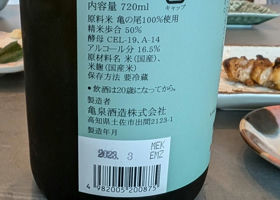 内容量 720ml
キャップ
原料米 亀の尾100%使用
精米歩合 50%
酵母 CEL-19、A-14
アルコール分 16.5%
原材料名 米(国産)、
米麹(国産米)
保存方法 要冷蔵
●飲酒は20歳になってから。
製造者
亀泉酒造株式会社
高知県土佐市出間2123-1
製造年月
2023. 3
MEK
EMZ
4982005200875